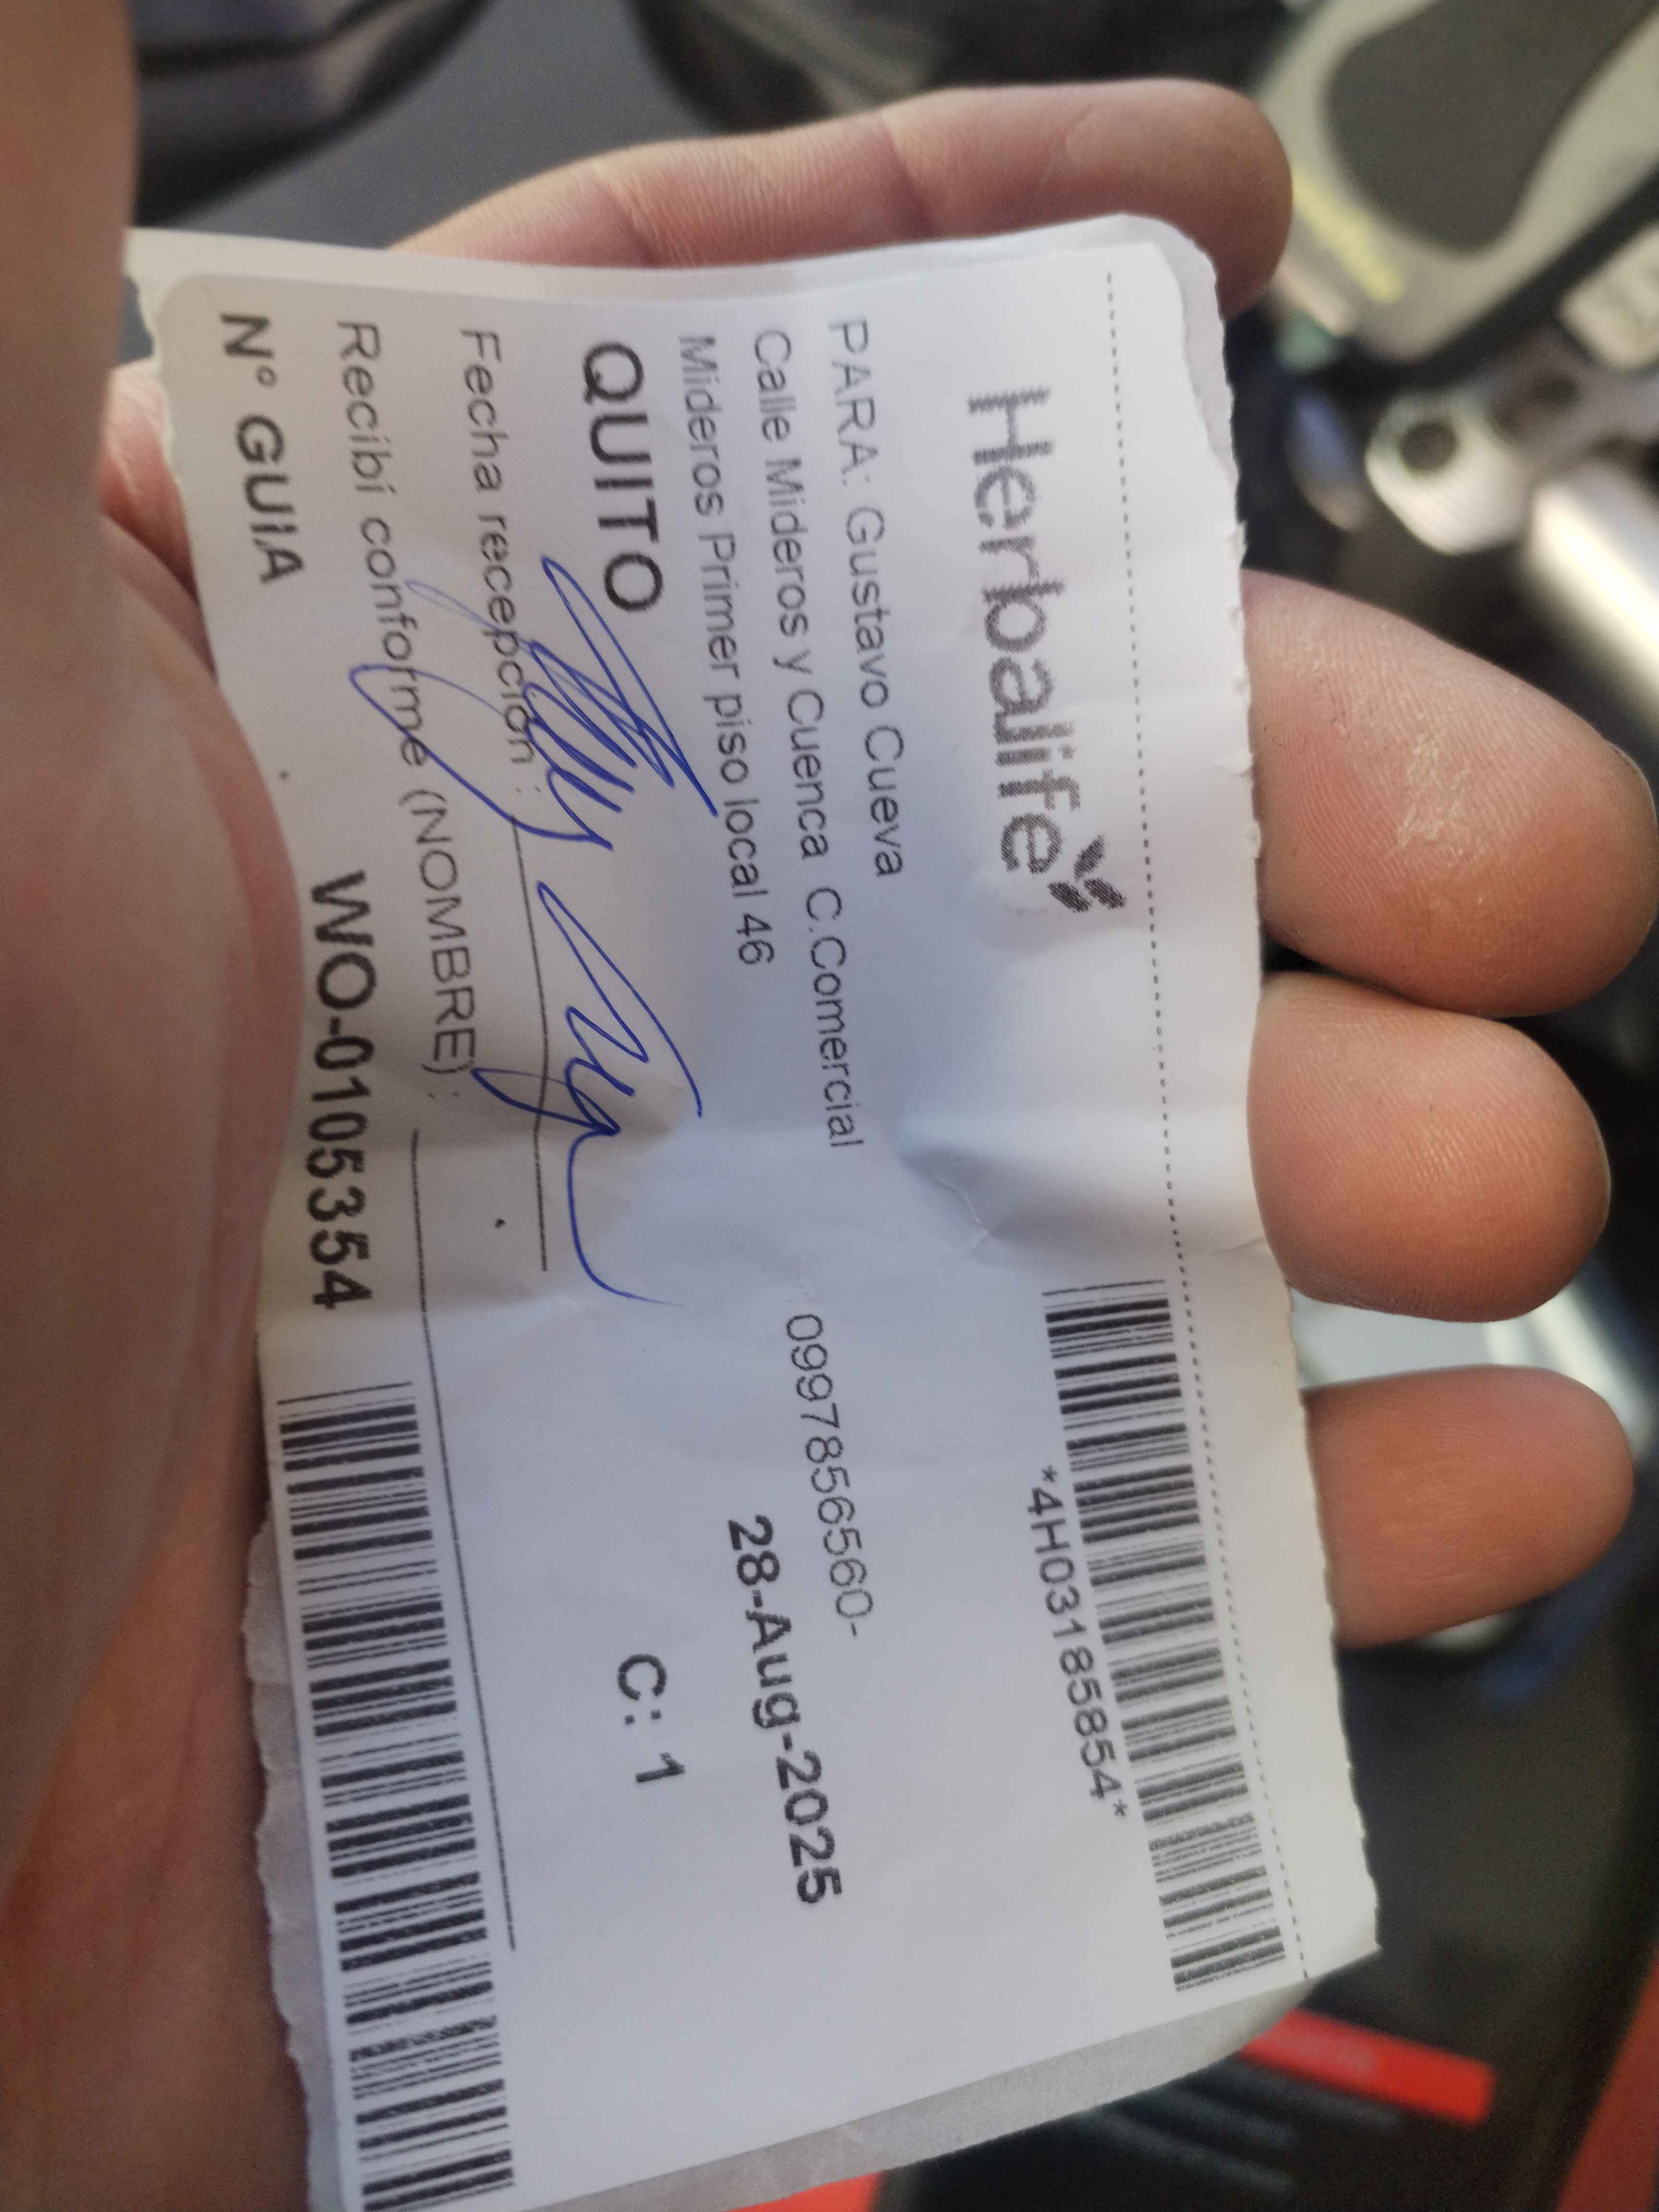 Herbalife
*4H03185854*
PARA: Gustavo Cueva
Calle Mideros y Cuenca C.Comercial
Mideros Primer piso local 46
0997856560-
28-Aug-2025
QUITO
C: 1
Fecha recepción :
Recibí conforme (NOMBRE) :
N° GUIA WO-0105354